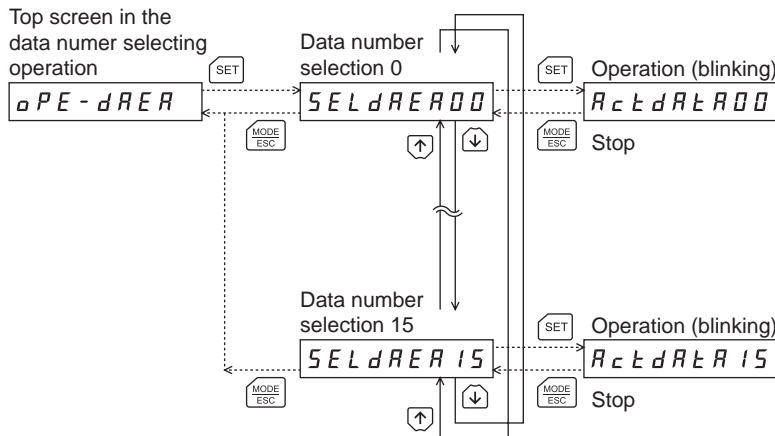 Top screen in the
data numer selecting
operation
Data number
selection 0
SET
SET
Operation (blinking)
oPE-dAtA
SELdAtA00
ActdAtA00
MODE
ESC
MODE
ESC
Stop
Data number
selection 15
SET
Operation (blinking)
SELdAtA15
ActdAtA15
MODE
ESC
MODE
ESC
Stop